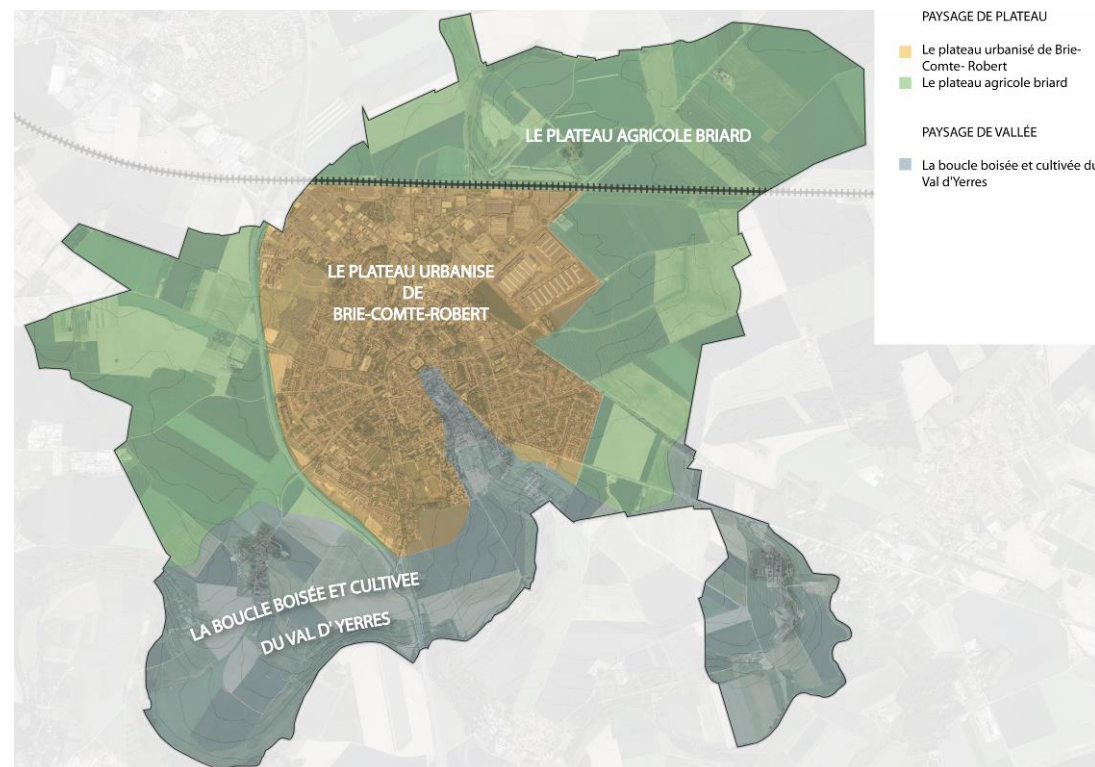 PAYSAGE DE PLATEAU
Le plateau urbanisé de Brie-
Comte- Robert
Le plateau agricole briard
PAYSAGE DE VALLÉE
La boucle boisée et cultivée du
Val d'Yerres
LE PLATEAU AGRICOLE BRIARD
LE PLATEAU URBANISE
DE
BRIE-COMTE-ROBERT
LA BOUCLE BOISÉE ET CULTIVEE
DU VAL D' YERRES